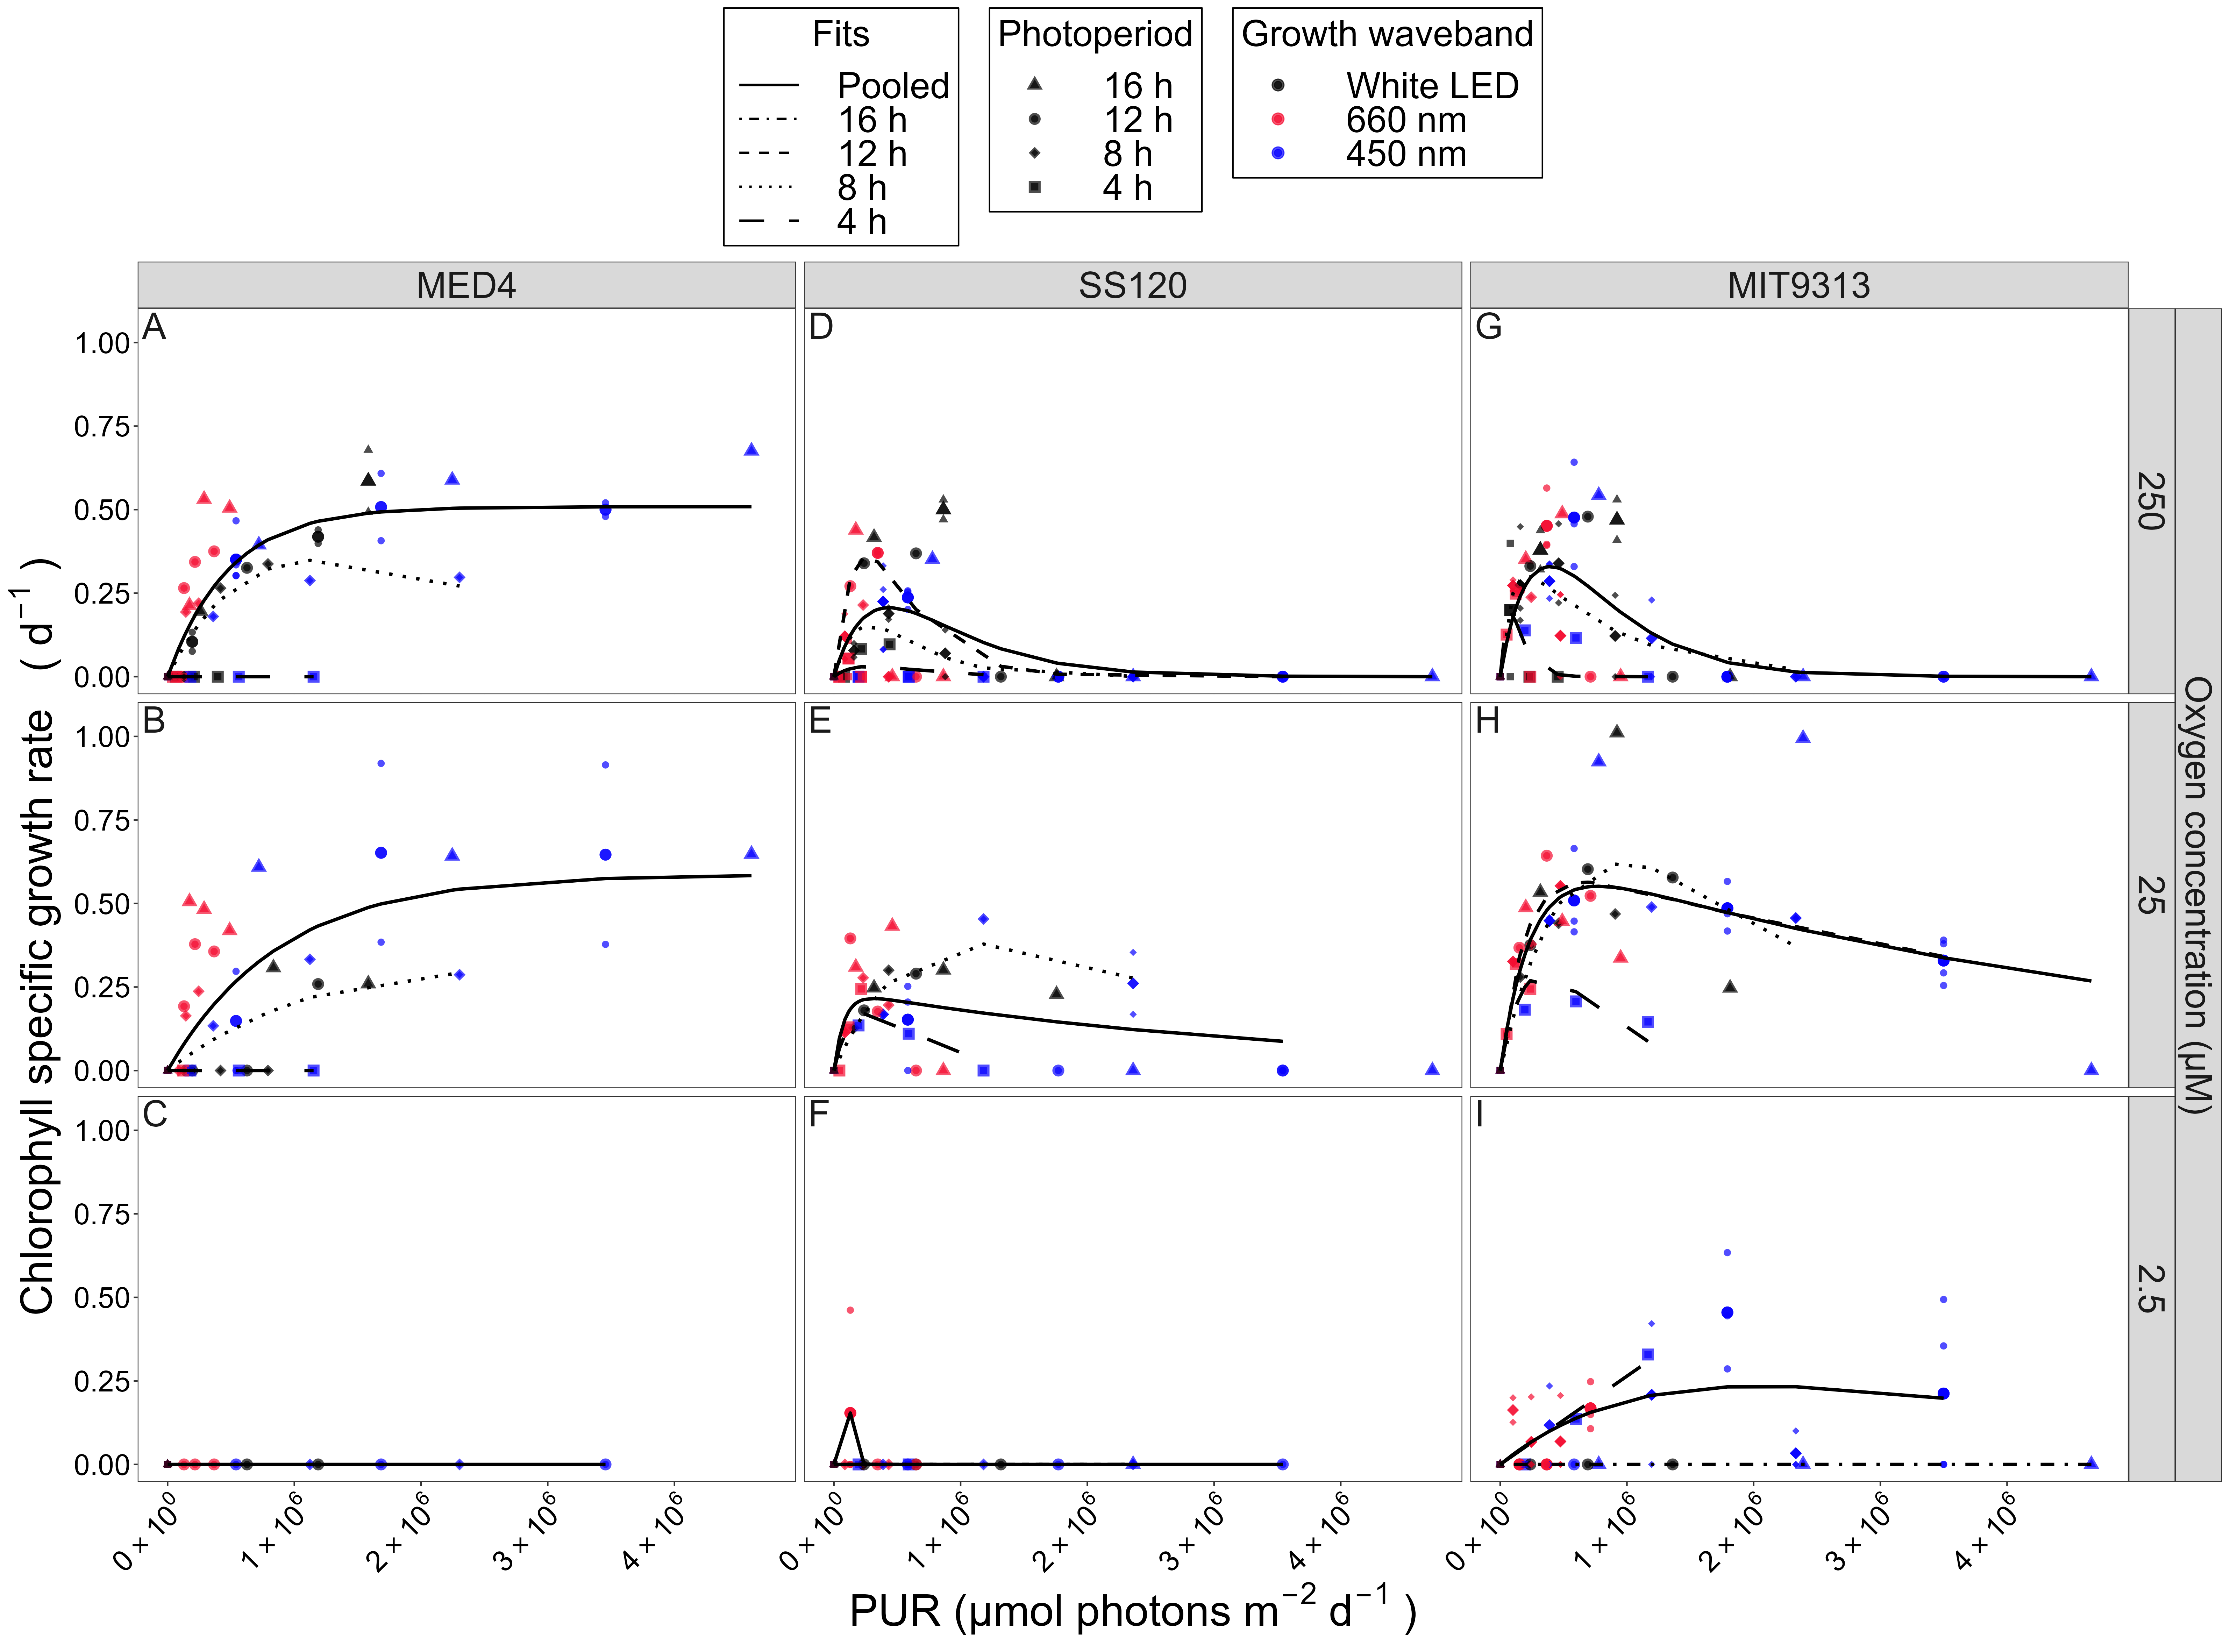 Fits
Pooled
16 h
12 h
8 h
4 h
Photoperiod
16 h
12 h
8 h
4 h
Growth waveband
White LED
660 nm
450 nm
MED4
SS120
MIT9313
A
D
G
1.00
0.75
0.50
0.25
0.00
250
B
E
H
1.00
0.75
0.50
0.25
0.00
25
C
F
I
1.00
0.75
0.50
0.25
0.00
2.5
Chlorophyll specific growth rate ( d⁻¹ )
Oxygen concentration (µM)
0 × 10⁰
1 × 10⁶
2 × 10⁶
3 × 10⁶
4 × 10⁶
0 × 10⁰
1 × 10⁶
2 × 10⁶
3 × 10⁶
4 × 10⁶
0 × 10⁰
1 × 10⁶
2 × 10⁶
3 × 10⁶
4 × 10⁶
PUR (µmol photons m⁻² d⁻¹ )